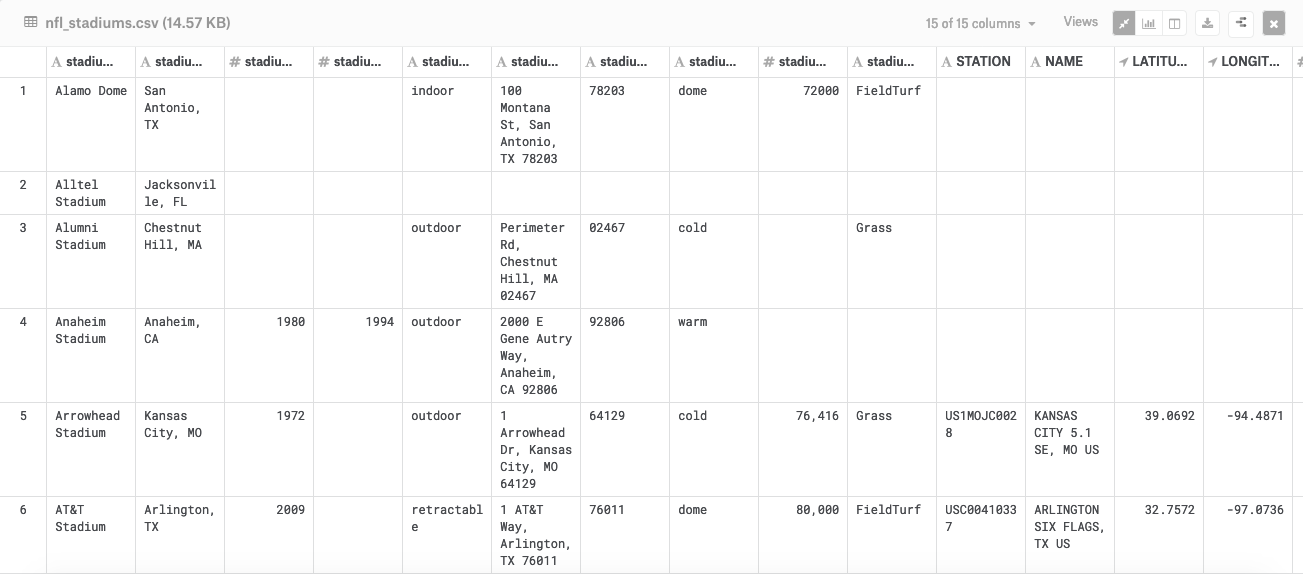 nfl_stadiums.csv (14.57 KB)
15 of 15 columns
Views
A stadiu...
A stadiu...
# stadiu...
# stadiu...
A stadiu...
A stadiu...
A stadiu...
A stadiu...
# stadiu...
A stadiu...
A STATION
A NAME
LATITU...
LONGIT...
#
1
Alamo Dome
San
Antonio,
TX
indoor
100
Montana
St, San
Antonio,
TX 78203
78203
dome
72000
FieldTurf
2
Alltel
Stadium
Jacksonvil
le, FL
3
Alumni
Stadium
Chestnut
Hill, MA
outdoor
Perimeter
Rd,
Chestnut
Hill, MA
02467
02467
cold
Grass
4
Anaheim
Stadium
Anaheim,
CA
1980
1994
outdoor
2000 E
Gene Autry
Way,
Anaheim,
CA 92806
92806
warm
5
Arrowhead
Stadium
Kansas
City, MO
1972
outdoor
1
Arrowhead
Dr, Kansas
City, MO
64129
64129
cold
76,416
Grass
US1MOJC002
8
KANSAS
CITY 5.1
SE, MO US
39.0692
-94.4871
6
AT&T
Stadium
Arlington,
TX
2009
retractabl
e
1 AT&T
Way,
Arlington,
TX 76011
76011
dome
80,000
FieldTurf
USC0041033
7
ARLINGTON
SIX FLAGS,
TX US
32.7572
-97.0736